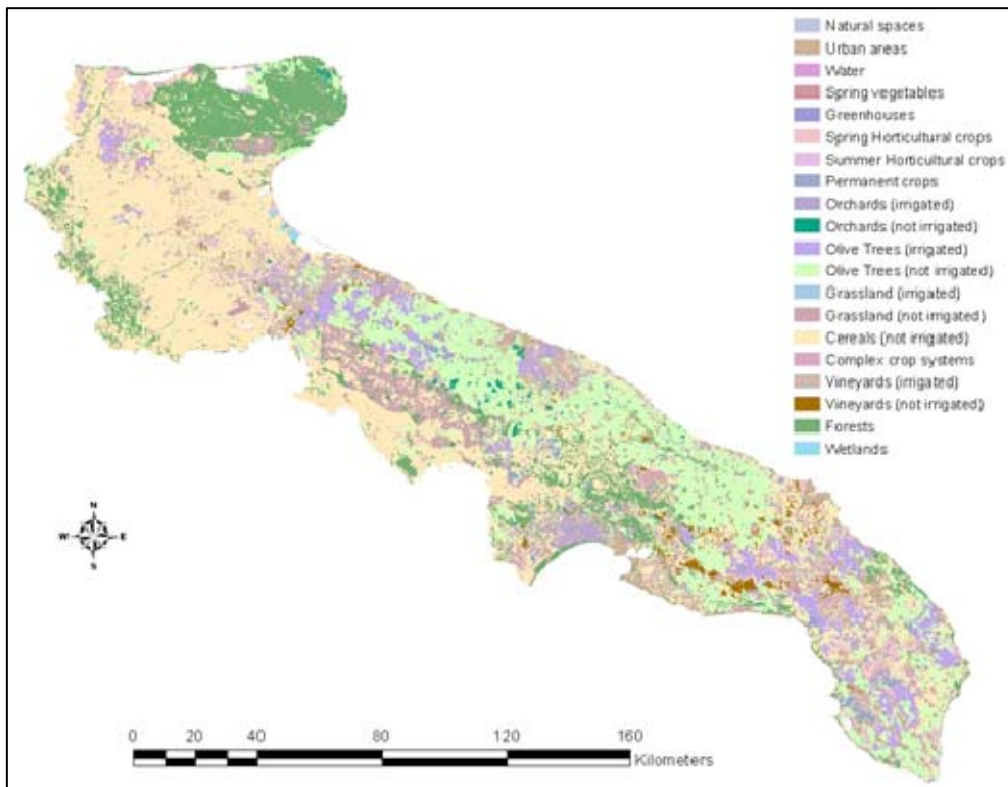 Natural spaces
Urban areas
Water
Spring vegetables
Greenhouses
Spring Horticultural crops
Summer Horticultural crops
Permanent crops
Orchards (irrigated)
Orchards (not irrigated)
Olive Trees (irrigated)
Olive Trees (not irrigated)
Grassland (irrigated)
Grassland (not irrigated)
Cereals (not irrigated)
Complex crop systems
Vineyards (irrigated)
Vineyards (not irrigated)
Forests
Wetlands
N
W E
S
0 20 40 80 120 160
Kilometers